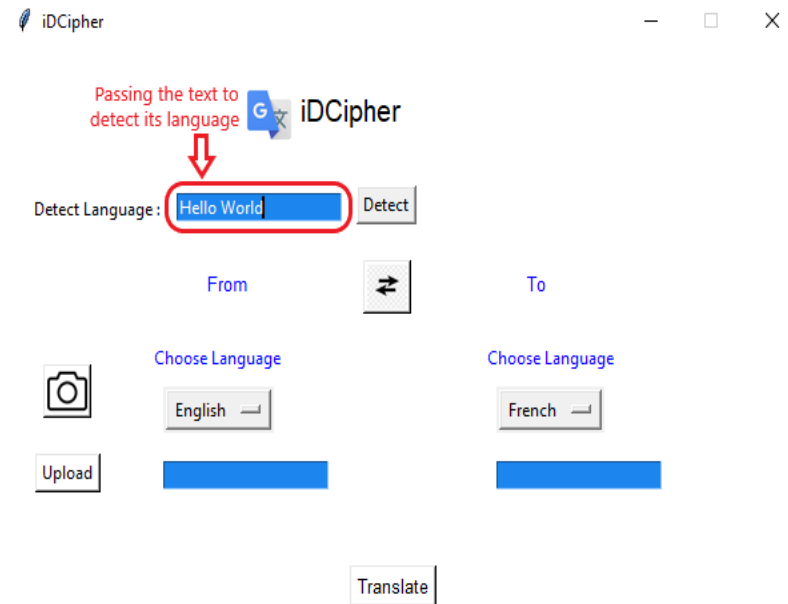 iDCipher
Passing the text to
detect its language
G 文 iDCipher
Detect Language : Hello World Detect
From To
Choose Language Choose Language
English French
Upload
Translate